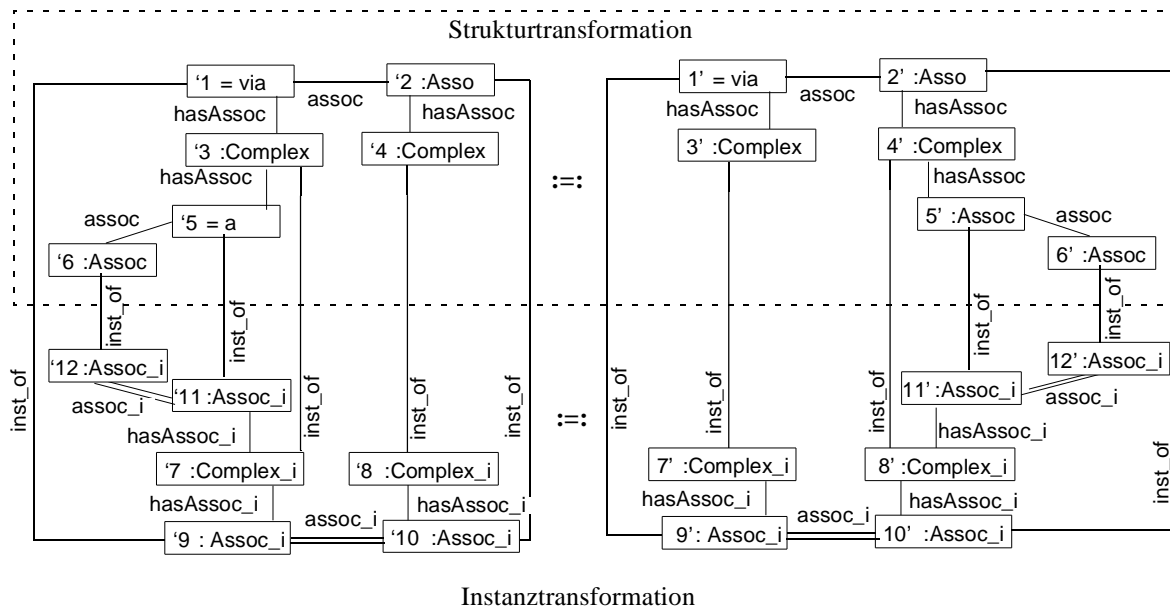 Strukturtransformation
‘1 = via
assoc
‘2 :Asso
hasAssoc
hasAssoc
‘3 :Complex
‘4 :Complex
hasAssoc
assoc
‘5 = a
‘6 :Assoc
inst_of
inst_of
‘12 :Assoc_i
assoc_i
‘11 :Assoc_i
inst_of
inst_of
inst_of
inst_of
hasAssoc_i
‘7 :Complex_i
‘8 :Complex_i
hasAssoc_i
hasAssoc_i
assoc_i
‘9 : Assoc_i
‘10 :Assoc_i
:=:
:=:
1’ = via
assoc
2’ :Asso
hasAssoc
hasAssoc
3’ :Complex
4’ :Complex
hasAssoc
5’ :Assoc
assoc
6’ :Assoc
inst_of
inst_of
12’ :Assoc_i
11’ :Assoc_i
assoc_i
inst_of
inst_of
inst_of
inst_of
hasAssoc_i
7’ :Complex_i
8’ :Complex_i
hasAssoc_i
hasAssoc_i
assoc_i
9’ : Assoc_i
10’ :Assoc_i
Instanztransformation